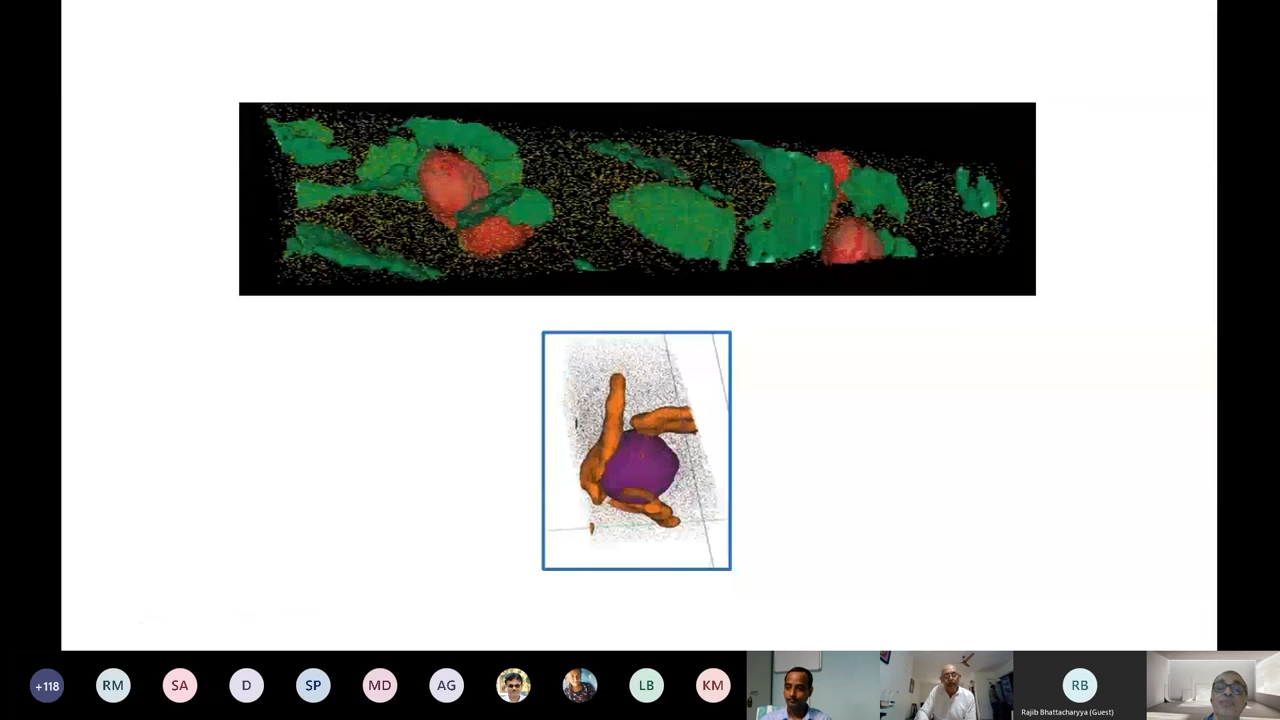 +118
RM
SA
D
SP
MD
AG
LB
KM
RB
Rajib Bhattacharyya (Guest)